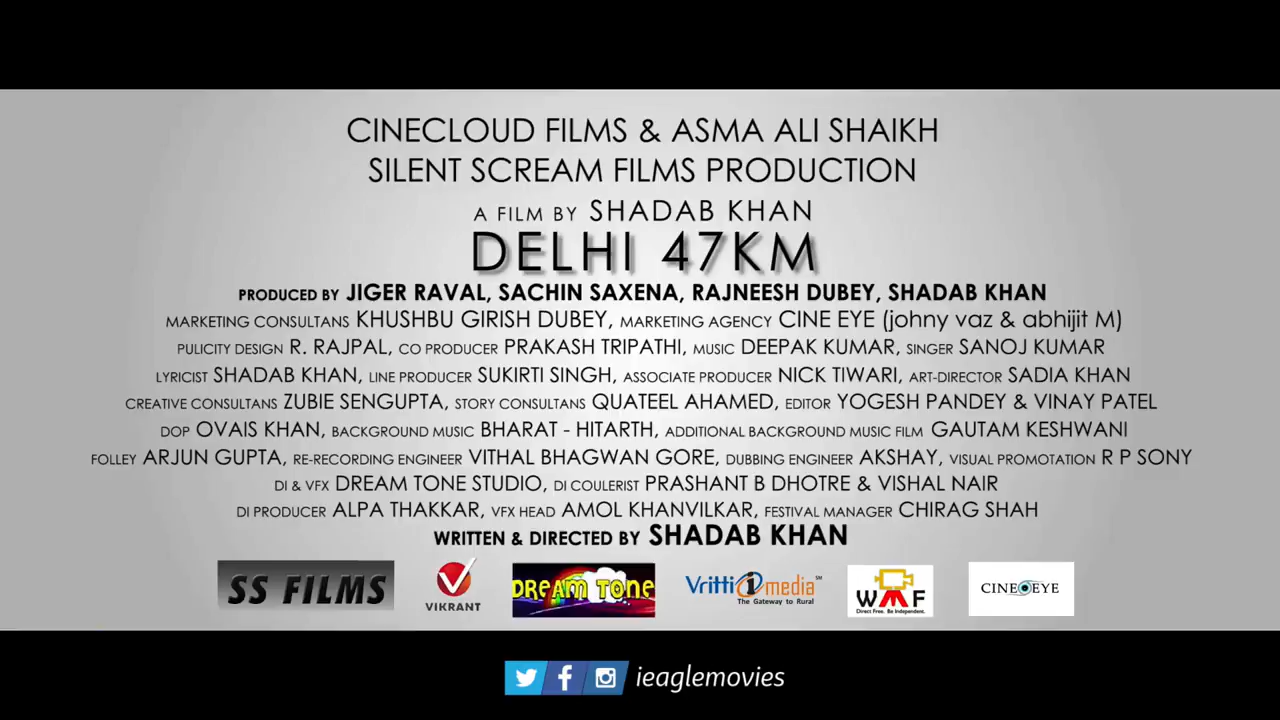 CINECLOUD FILMS & ASMA ALI SHAIKH
SILENT SCREAM FILMS PRODUCTION
A FILM BY SHADAB KHAN
DELHI 47KM
PRODUCED BY JIGER RAVAL, SACHIN SAXENA, RAJNEESH DUBEY, SHADAB KHAN
MARKETING CONSULTANS KHUSHBU GIRISH DUBEY, MARKETING AGENCY CINE EYE (johny vaz & abhijit M)
PULICITY DESIGN R. RAJPAL, CO PRODUCER PRAKASH TRIPATHI, MUSIC DEEPAK KUMAR, SINGER SANOJ KUMAR
LYRICIST SHADAB KHAN, LINE PRODUCER SUKIRTI SINGH, ASSOCIATE PRODUCER NICK TIWARI, ART-DIRECTOR SADIA KHAN
CREATIVE CONSULTANS ZUBIE SENGUPTA, STORY CONSULTANS QUATEEL AHAMED, EDITOR YOGESH PANDEY & VINAY PATEL
DOP OVAIS KHAN, BACKGROUND MUSIC BHARAT - HITARTH, ADDITIONAL BACKGROUND MUSIC FILM GAUTAM KESHWANI
FOLLEY ARJUN GUPTA, RE-RECORDING ENGINEER VITHAL BHAGWAN GORE, DUBBING ENGINEER AKSHAY, VISUAL PROMOTATION R P SONY
DI & VFX DREAM TONE STUDIO, DI COULERIST PRASHANT B DHOTRE & VISHAL NAIR
DI PRODUCER ALPA THAKKAR, VFX HEAD AMOL KHANVILKAR, FESTIVAL MANAGER CHIRAG SHAH
WRITTEN & DIRECTED BY SHADAB KHAN
SS FILMS
VIKRANT
DREAM TONE
Vritti i media SM
The Gateway to Rural
WMF
Direct Free. Be Independent.
CINE EYE
ieaglemovies